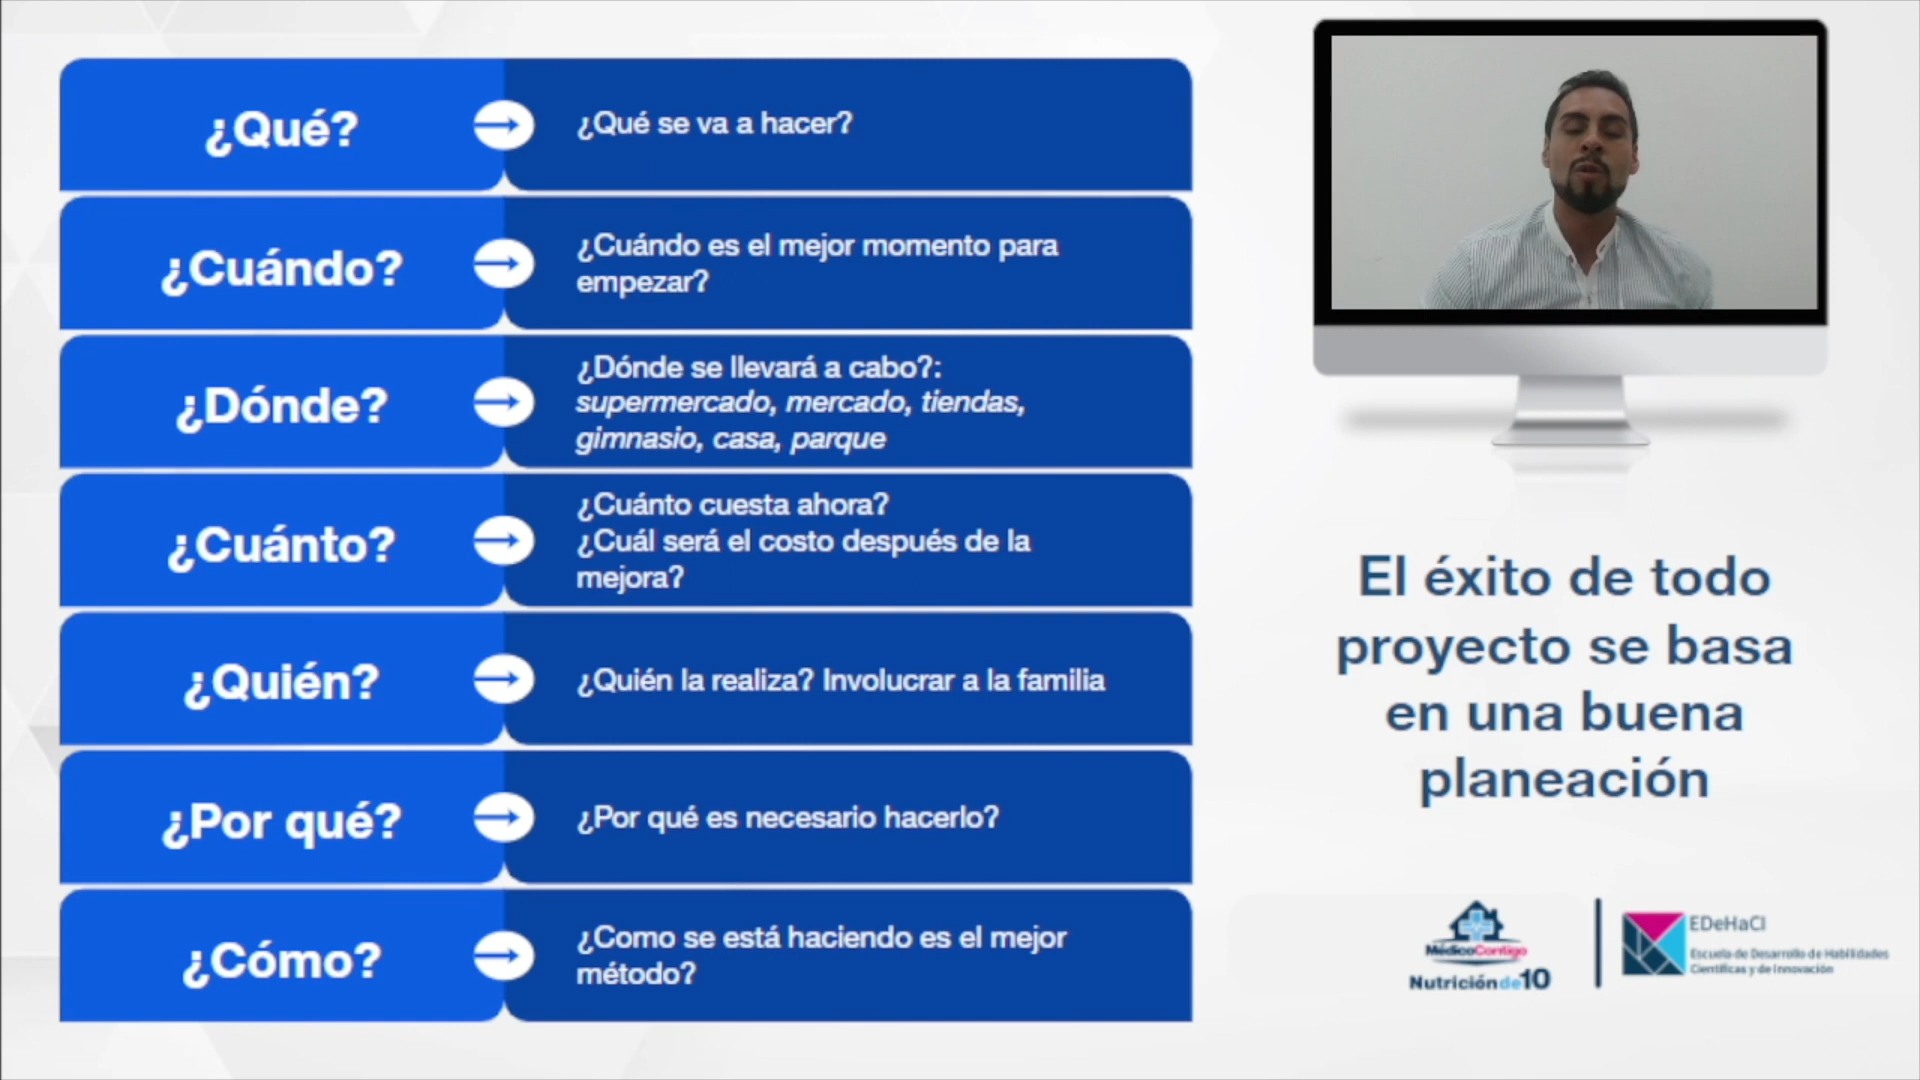 ¿Qué?
¿Qué se va a hacer?
¿Cuándo?
¿Cuándo es el mejor momento para
empezar?
¿Dónde?
¿Dónde se llevará a cabo?:
supermercado, mercado, tiendas,
gimnasio, casa, parque
¿Cuánto?
¿Cuánto cuesta ahora?
¿Cuál será el costo después de la
mejora?
¿Quién?
¿Quién la realiza? Involucrar a la familia
¿Por qué?
¿Por qué es necesario hacerlo?
¿Cómo?
¿Como se está haciendo es el mejor
método?
El éxito de todo
proyecto se basa
en una buena
planeación
MédicoContigo
Nutriciónde10
EDeHaCI
Escuela de Desarrollo de Habilidades
Científicas y de Innovación